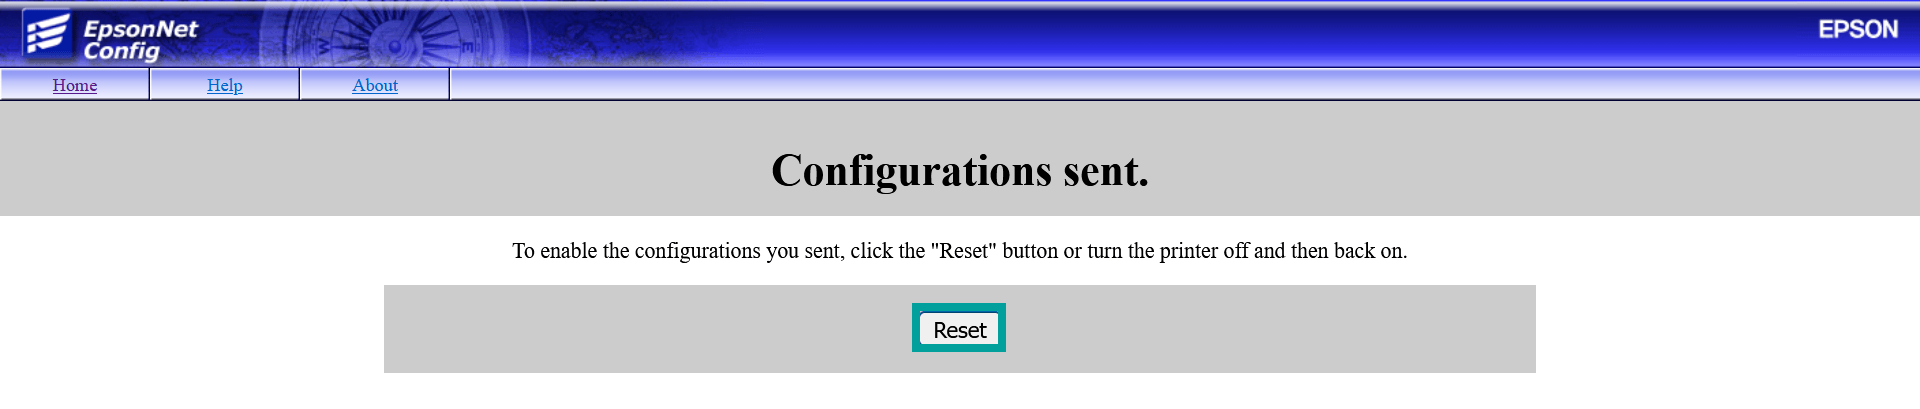 EpsonNet
Config
EPSON
Home
Help
About
Configurations sent.
To enable the configurations you sent, click the "Reset" button or turn the printer off and then back on.
Reset